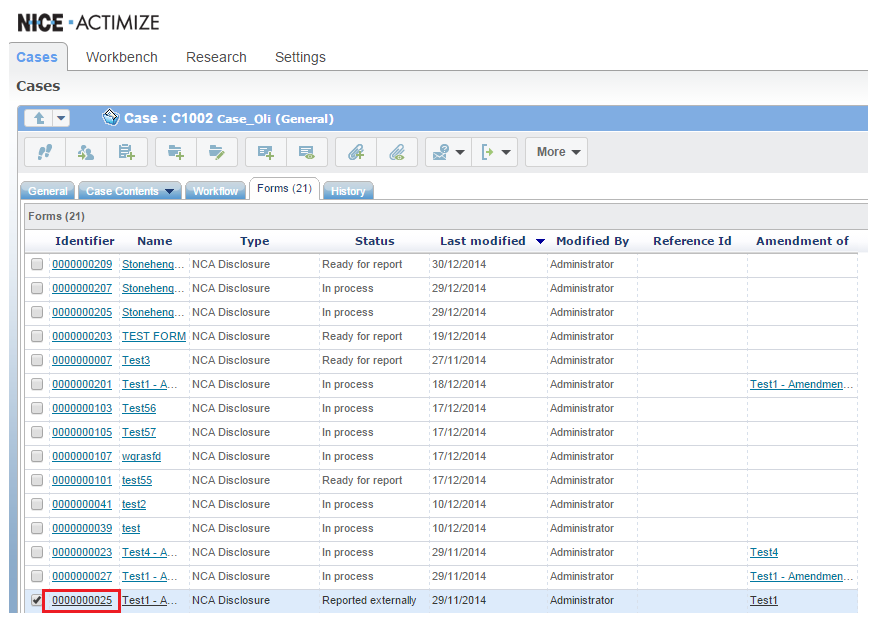 NICE · ACTIMIZE
Cases Workbench Research Settings
Cases
Case : C1002 Case_Oli (General)
More
General Case Contents Workflow Forms (21) History
Forms (21)
Identifier Name Type Status Last modified Modified By Reference Id Amendment of
0000000209 Stoneheng... NCA Disclosure Ready for report 30/12/2014 Administrator
0000000207 Stoneheng... NCA Disclosure In process 29/12/2014 Administrator
0000000205 Stoneheng... NCA Disclosure In process 29/12/2014 Administrator
0000000203 TEST FORM NCA Disclosure Ready for report 19/12/2014 Administrator
0000000007 Test3 NCA Disclosure Ready for report 27/11/2014 Administrator
0000000201 Test1 - A... NCA Disclosure In process 18/12/2014 Administrator Test1 - Amendmen...
0000000103 Test56 NCA Disclosure In process 17/12/2014 Administrator
0000000105 Test57 NCA Disclosure In process 17/12/2014 Administrator
0000000107 wqrasfd NCA Disclosure In process 17/12/2014 Administrator
0000000101 test55 NCA Disclosure Ready for report 17/12/2014 Administrator
0000000041 test2 NCA Disclosure In process 10/12/2014 Administrator
0000000039 test NCA Disclosure In process 10/12/2014 Administrator
0000000023 Test4 - A... NCA Disclosure In process 29/11/2014 Administrator Test4
0000000027 Test1 - A... NCA Disclosure In process 29/11/2014 Administrator Test1 - Amendmen...
0000000025 Test1 - A... NCA Disclosure Reported externally 29/11/2014 Administrator Test1